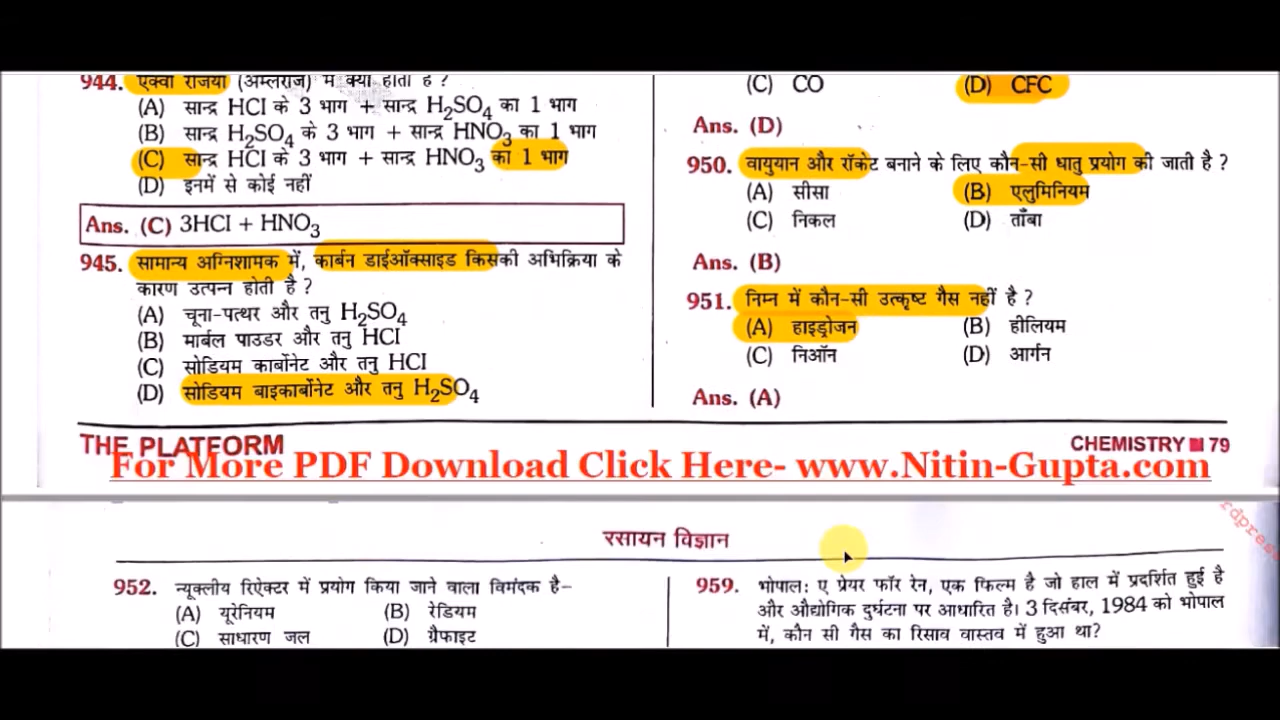 944. एक्वा राजिया (अम्लराज) में क्या होता है ?
(A) सान्द्र HCl के 3 भाग + सान्द्र H2SO4 का 1 भाग
(B) सान्द्र H2SO4 के 3 भाग + सान्द्र HNO3 का 1 भाग
(C) सान्द्र HCl के 3 भाग + सान्द्र HNO3 का 1 भाग
(D) इनमें से कोई नहीं
Ans. (C) 3HCl + HNO3
945. सामान्य अग्निशामक में, कार्बन डाईऑक्साइड किसकी अभिक्रिया के
कारण उत्पन्न होती है ?
(A) चूना-पत्थर और तनु H2SO4
(B) मार्बल पाउडर और तनु HCl
(C) सोडियम कार्बोनेट और तनु HCl
(D) सोडियम बाइकार्बोनेट और तनु H2SO4
(C) CO (D) CFC
Ans. (D)
950. वायुयान और रॉकेट बनाने के लिए कौन-सी धातु प्रयोग की जाती है ?
(A) सीसा (B) एलुमिनियम
(C) निकल (D) ताँबा
Ans. (B)
951. निम्न में कौन-सी उत्कृष्ट गैस नहीं है ?
(A) हाइड्रोजन (B) हीलियम
(C) निऑन (D) आर्गन
Ans. (A)
THE PLATFORM CHEMISTRY 79
For More PDF Download Click Here- www.Nitin-Gupta.com
रसायन विज्ञान
952. न्यूक्लीय रिऐक्टर में प्रयोग किया जाने वाला विमंदक है–
(A) यूरेनियम (B) रेडियम
(C) साधारण जल (D) ग्रैफाइट
959. भोपाल: ए प्रेयर फॉर रेन, एक फिल्म है जो हाल में प्रदर्शित हुई है
और औद्योगिक दुर्घटना पर आधारित है। 3 दिसंबर, 1984 को भोपाल
में, कौन सी गैस का रिसाव वास्तव में हुआ था?